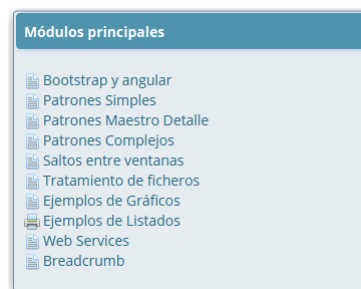 Módulos principales
Bootstrap y angular
Patrones Simples
Patrones Maestro Detalle
Patrones Complejos
Saltos entre ventanas
Tratamiento de ficheros
Ejemplos de Gráficos
Ejemplos de Listados
Web Services
Breadcrumb